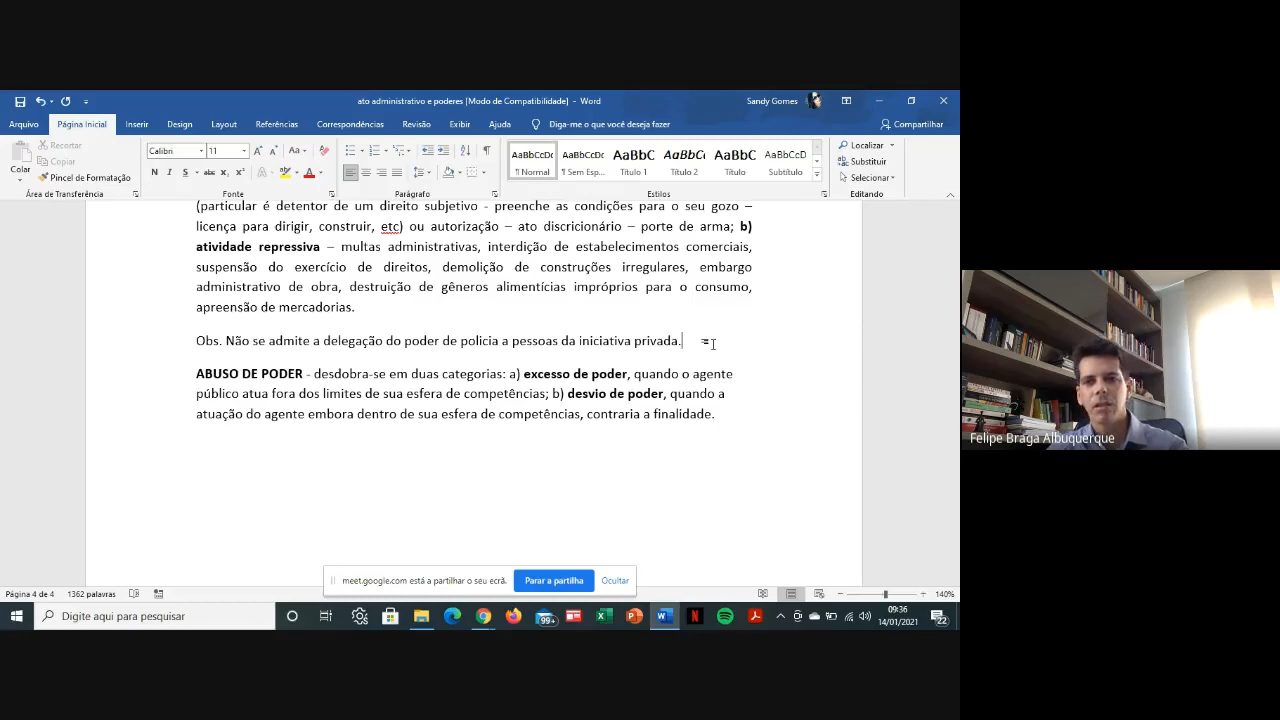 ato administrativo e poderes [Modo de Compatibilidade] - Word
Sandy Gomes
Arquivo
Página Inicial
Inserir
Design
Layout
Referências
Correspondências
Revisão
Exibir
Ajuda
Diga-me o que você deseja fazer
Compartilhar
Colar
Recortar
Copiar
Pincel de Formatação
Área de Transferência
Calibri
11
Fonte
Parágrafo
AaBbCcDc
¶ Normal
AaBbCcDc
¶ Sem Esp...
AaBbC
Título 1
AaBbCc
Título 2
AaBbC
Título
AaBbCcD
Subtítulo
Estilos
Localizar
Substituir
Selecionar
Editando
(particular é detentor de um direito subjetivo - preenche as condições para o seu gozo –
licença para dirigir, construir, etc) ou autorização – ato discricionário – porte de arma; b)
atividade repressiva – multas administrativas, interdição de estabelecimentos comerciais,
suspensão do exercício de direitos, demolição de construções irregulares, embargo
administrativo de obra, destruição de gêneros alimentícias impróprios para o consumo,
apreensão de mercadorias.
Obs. Não se admite a delegação do poder de policia a pessoas da iniciativa privada.
ABUSO DE PODER - desdobra-se em duas categorias: a) excesso de poder, quando o agente
público atua fora dos limites de sua esfera de competências; b) desvio de poder, quando a
atuação do agente embora dentro de sua esfera de competências, contraria a finalidade.
meet.google.com está a partilhar o seu ecrã.
Parar a partilha
Ocultar
Página 4 de 4
1362 palavras
140%
Digite aqui para pesquisar
99+
09:36
14/01/2021
22
Felipe Braga Albuquerque